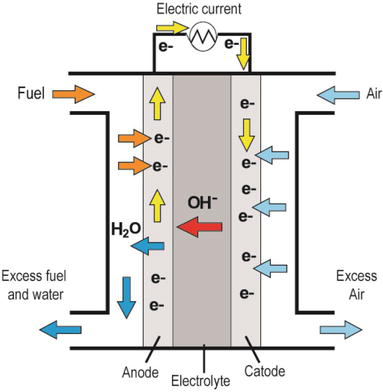 Electric current
e-
e-
Fuel
Air
e-
e-
e-
e-
e-
OH⁻
e-
H₂O
e-
Excess fuel
and water
e-
e-
e-
Excess
Air
Anode
Electrolyte
Catode